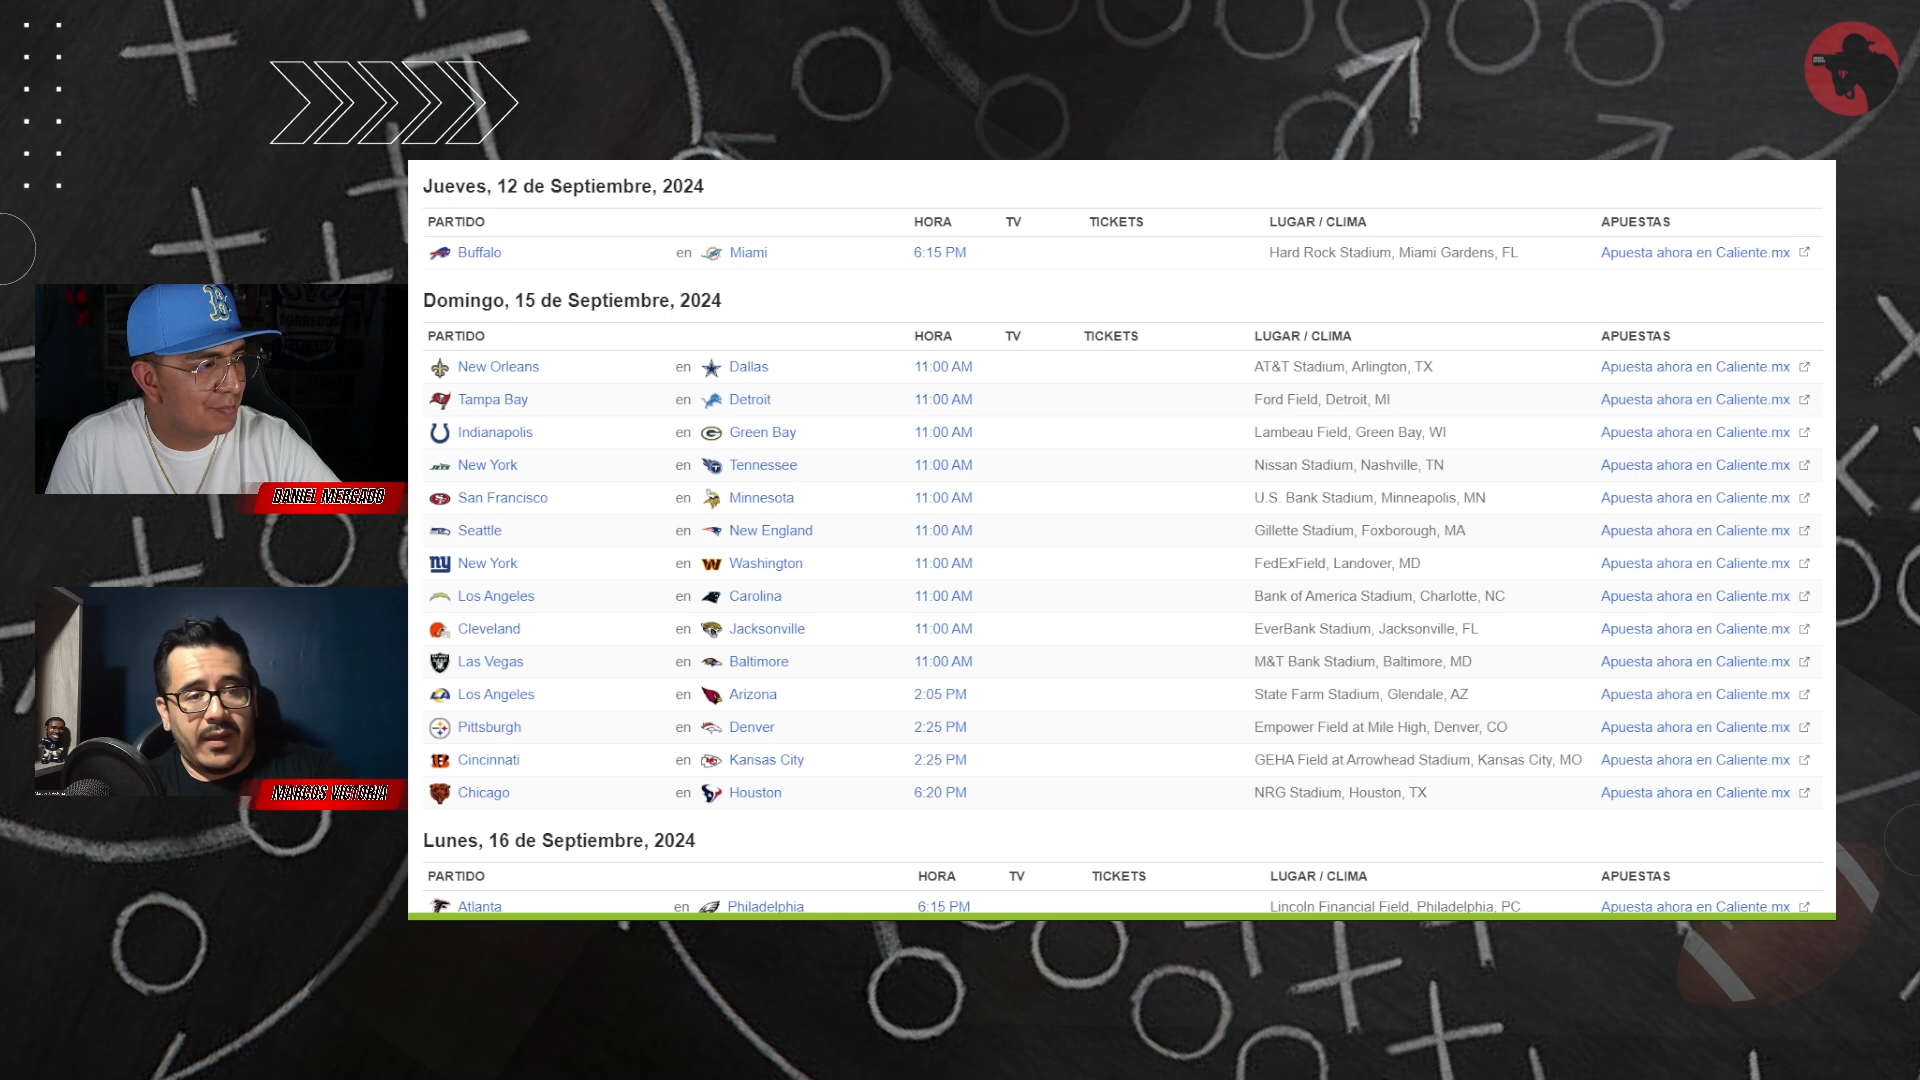 Jueves, 12 de Septiembre, 2024
PARTIDO HORA TV TICKETS LUGAR / CLIMA APUESTAS
Buffalo en Miami 6:15 PM Hard Rock Stadium, Miami Gardens, FL Apuesta ahora en Caliente.mx
Domingo, 15 de Septiembre, 2024
PARTIDO HORA TV TICKETS LUGAR / CLIMA APUESTAS
New Orleans en Dallas 11:00 AM AT&T Stadium, Arlington, TX Apuesta ahora en Caliente.mx
Tampa Bay en Detroit 11:00 AM Ford Field, Detroit, MI Apuesta ahora en Caliente.mx
Indianapolis en Green Bay 11:00 AM Lambeau Field, Green Bay, WI Apuesta ahora en Caliente.mx
New York en Tennessee 11:00 AM Nissan Stadium, Nashville, TN Apuesta ahora en Caliente.mx
San Francisco en Minnesota 11:00 AM U.S. Bank Stadium, Minneapolis, MN Apuesta ahora en Caliente.mx
Seattle en New England 11:00 AM Gillette Stadium, Foxborough, MA Apuesta ahora en Caliente.mx
ny New York en Washington 11:00 AM FedExField, Landover, MD Apuesta ahora en Caliente.mx
Los Angeles en Carolina 11:00 AM Bank of America Stadium, Charlotte, NC Apuesta ahora en Caliente.mx
Cleveland en Jacksonville 11:00 AM EverBank Stadium, Jacksonville, FL Apuesta ahora en Caliente.mx
Las Vegas en Baltimore 11:00 AM M&T Bank Stadium, Baltimore, MD Apuesta ahora en Caliente.mx
Los Angeles en Arizona 2:05 PM State Farm Stadium, Glendale, AZ Apuesta ahora en Caliente.mx
Pittsburgh en Denver 2:25 PM Empower Field at Mile High, Denver, CO Apuesta ahora en Caliente.mx
Cincinnati en Kansas City 2:25 PM GEHA Field at Arrowhead Stadium, Kansas City, MO Apuesta ahora en Caliente.mx
Chicago en Houston 6:20 PM NRG Stadium, Houston, TX Apuesta ahora en Caliente.mx
Lunes, 16 de Septiembre, 2024
PARTIDO HORA TV TICKETS LUGAR / CLIMA APUESTAS
Atlanta en Philadelphia 6:15 PM Lincoln Financial Field, Philadelphia, PC Apuesta ahora en Caliente.mx
B
BORREGOS
DANIEL MERCADO
MARCOS VICTORIA